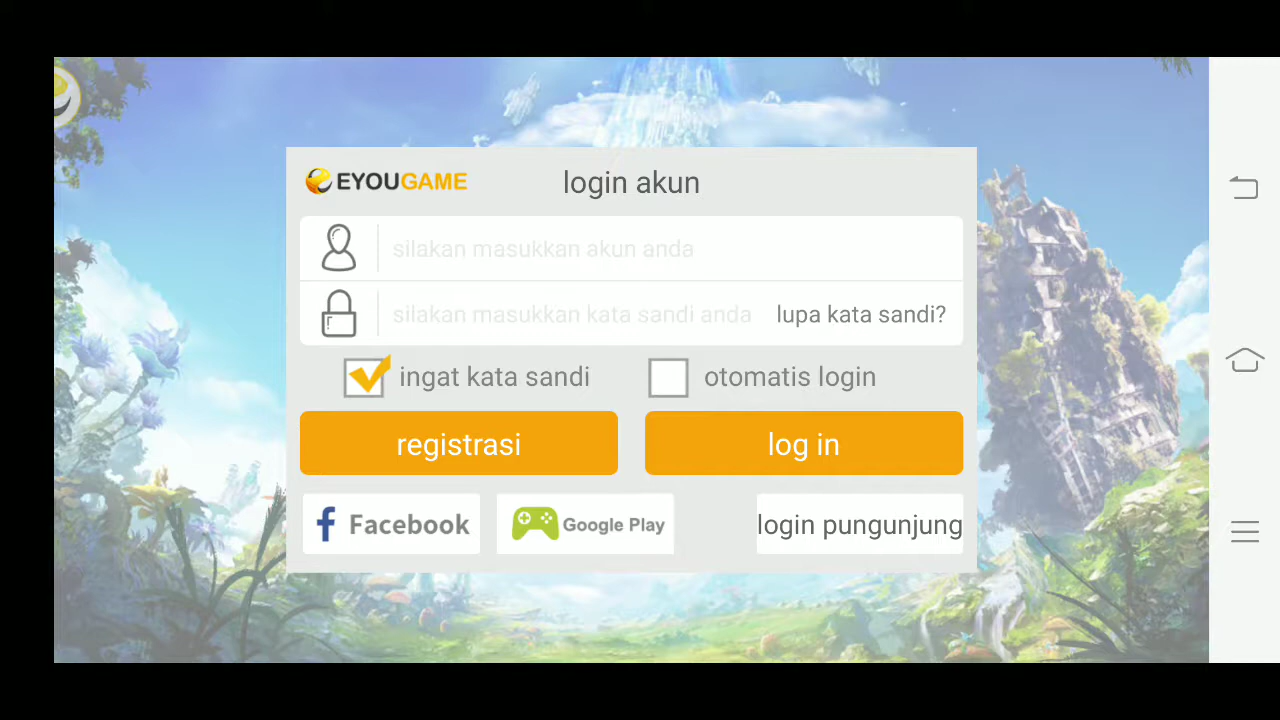 EYOUGAME
login akun
silakan masukkan akun anda
silakan masukkan kata sandi anda lupa kata sandi?
ingat kata sandi otomatis login
registrasi log in
Facebook Google Play login pungunjung